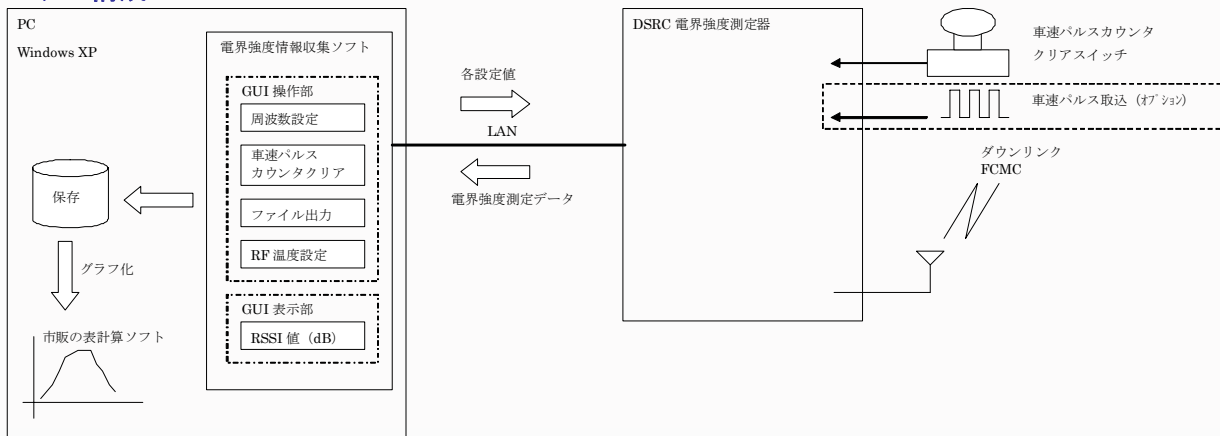 PC
Windows XP
電界強度情報収集ソフト
GUI 操作部
周波数設定
車速パルス
カウンタクリア
ファイル出力
RF 温度設定
GUI 表示部
RSSI 値（dB）
保存
グラフ化
市販の表計算ソフト
各設定値
LAN
電界強度測定データ
DSRC 電界強度測定器
車速パルスカウンタ
クリアスイッチ
車速パルス取込（ｵﾌﾟｼｮﾝ）
ダウンリンク
FCMC